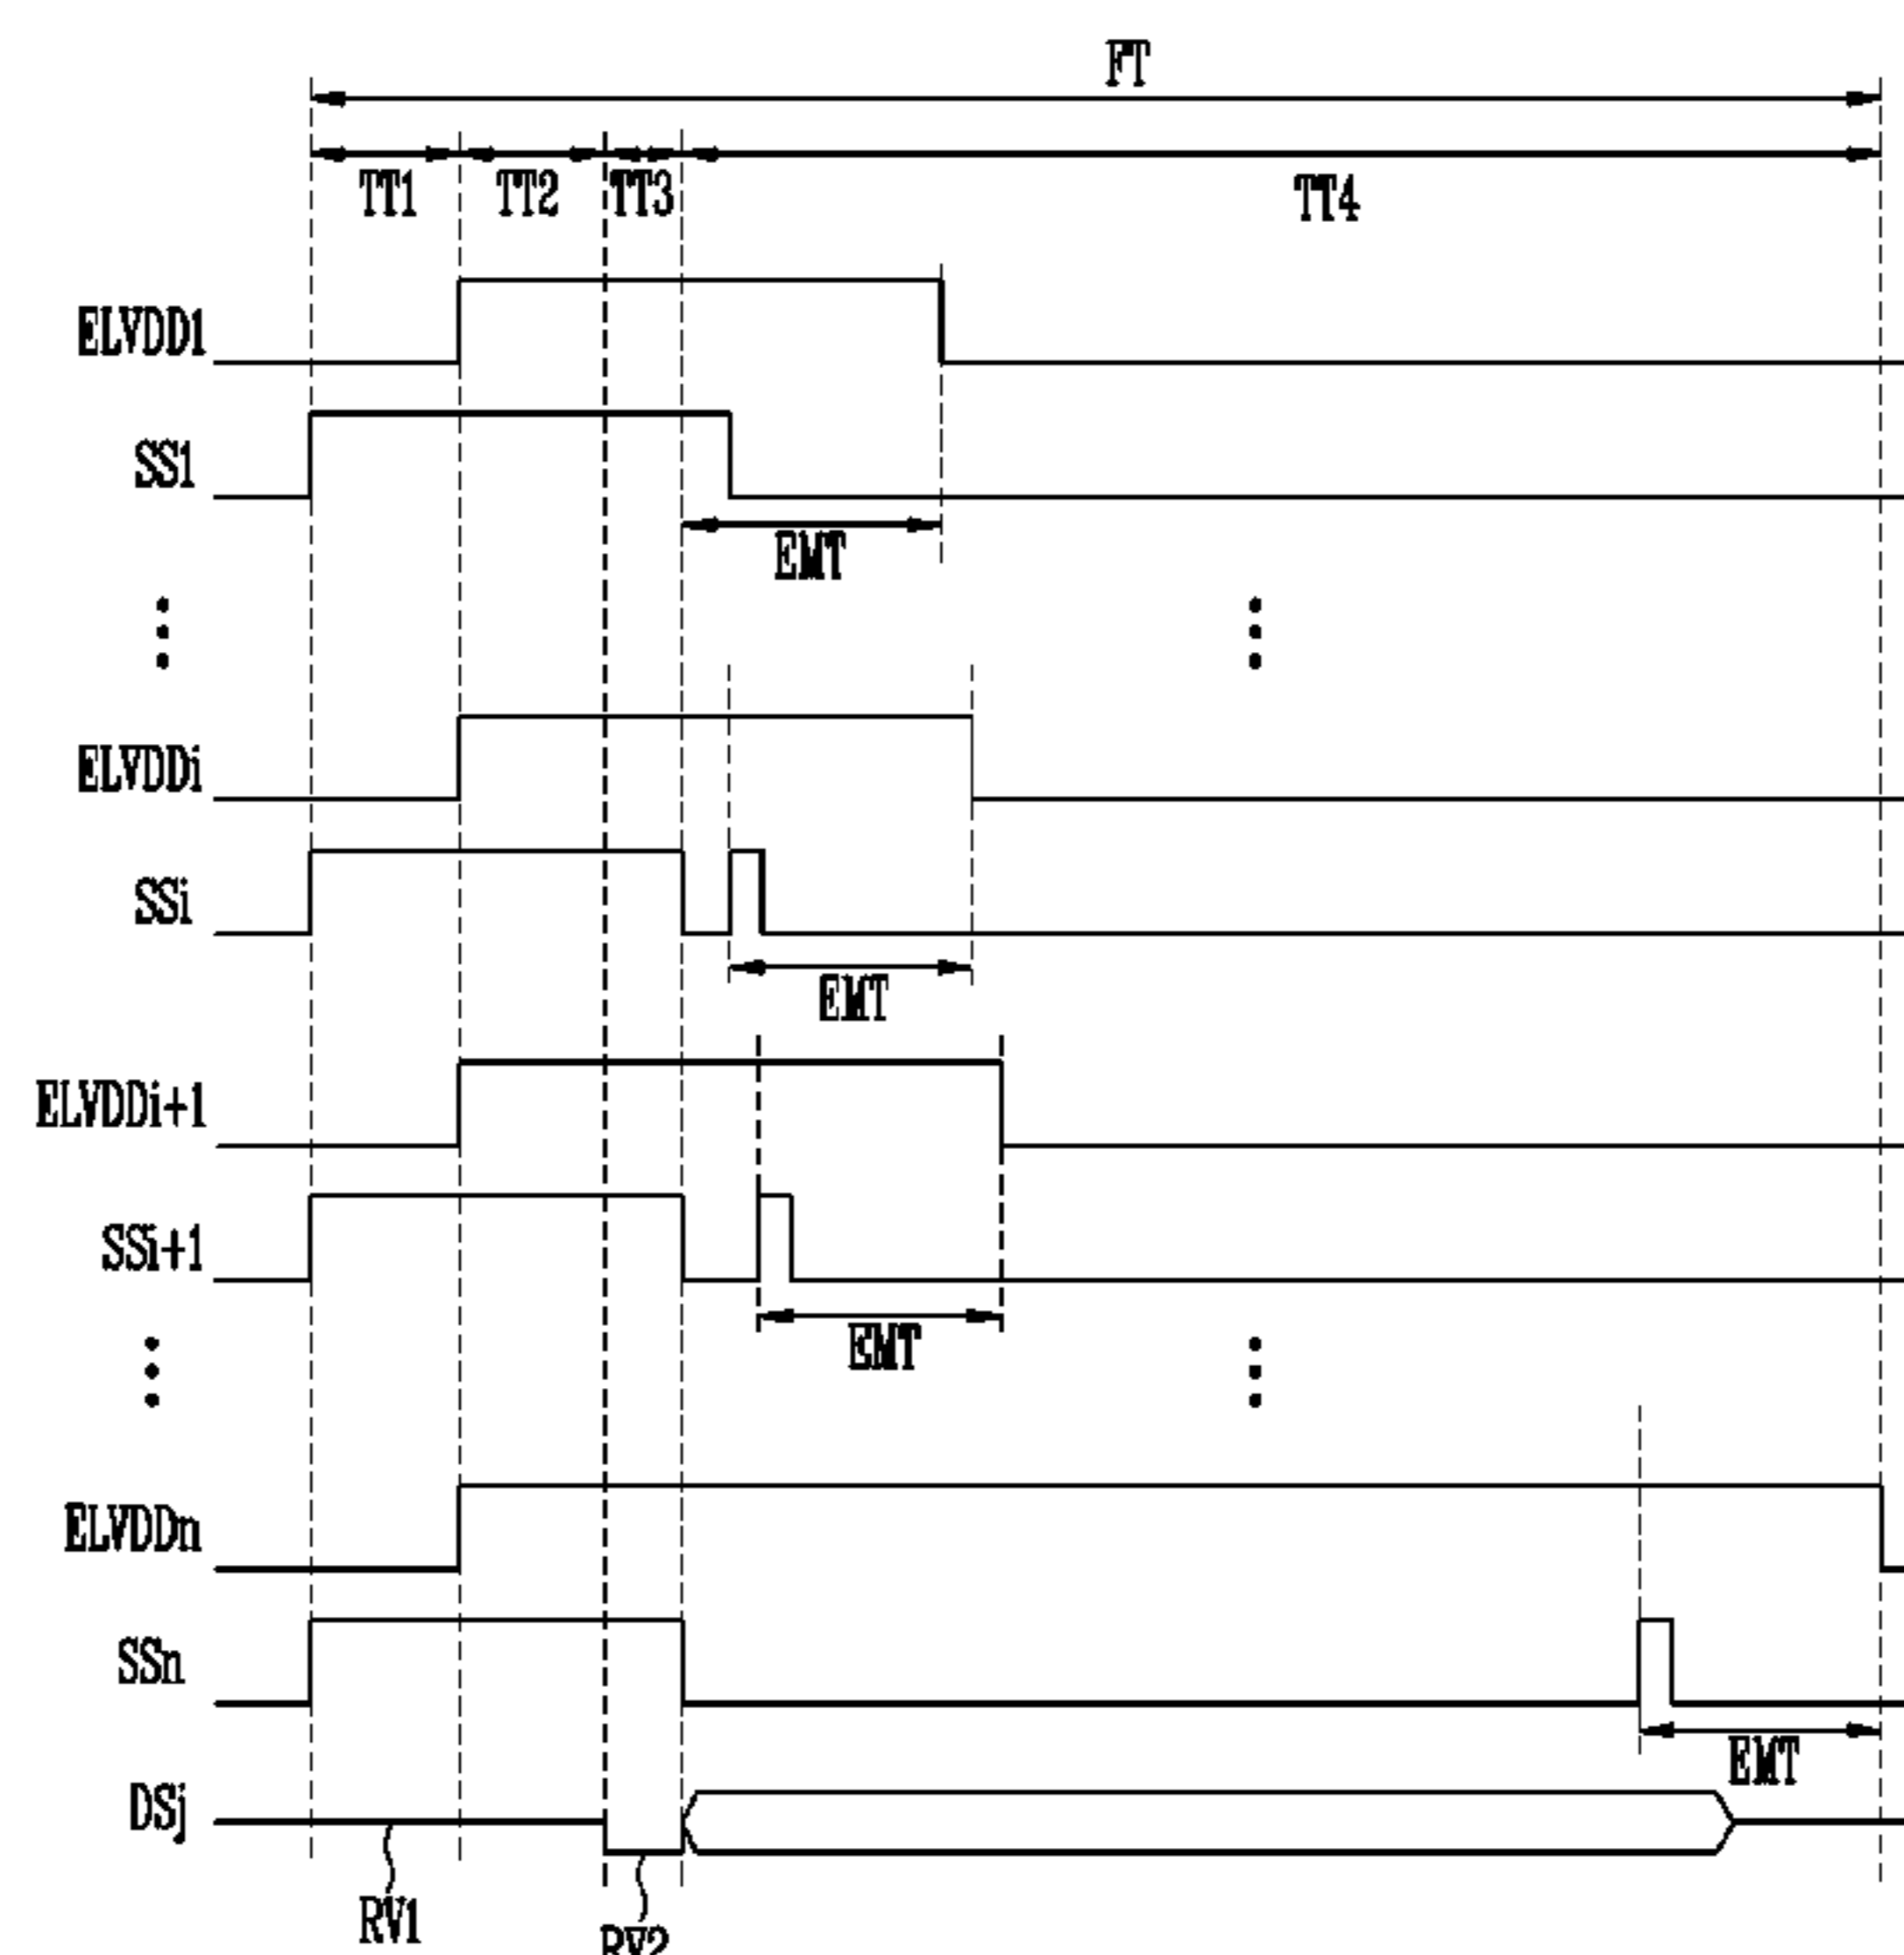 FT
TT1 TT2 TT3 TT4
ELVDD1
SS1
EMT
ELVDDi
SSi
EMT
ELVDDi+1
SSi+1
EMT
ELVDDn
SSn
EMT
DSj
RV1
RV2